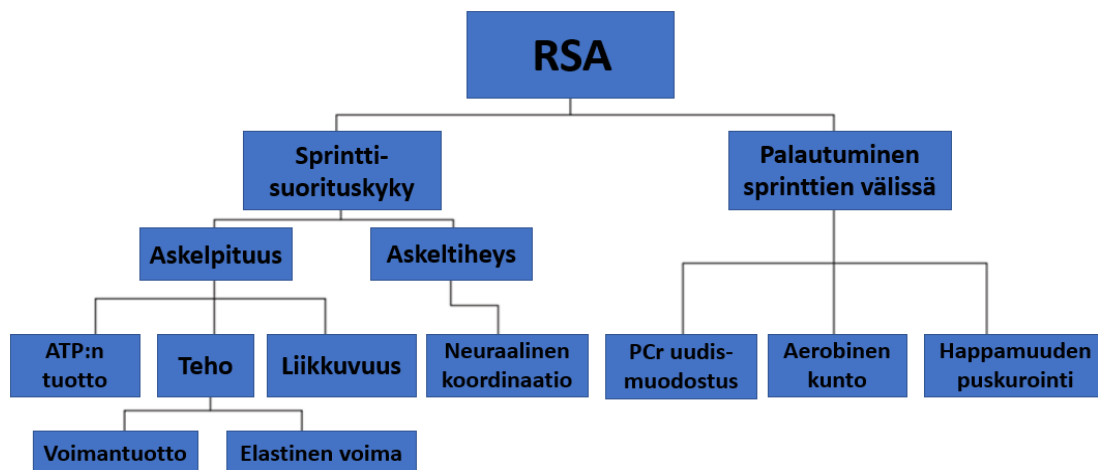 RSA
Sprintti-
suorituskyky
Palautuminen
sprinttien välissä
Askelpituus
Askeltiheys
ATP:n
tuotto
Teho
Liikkuvuus
Neuraalinen
koordinaatio
PCr uudis-
muodostus
Aerobinen
kunto
Happamuuden
puskurointi
Voimantuotto
Elastinen voima